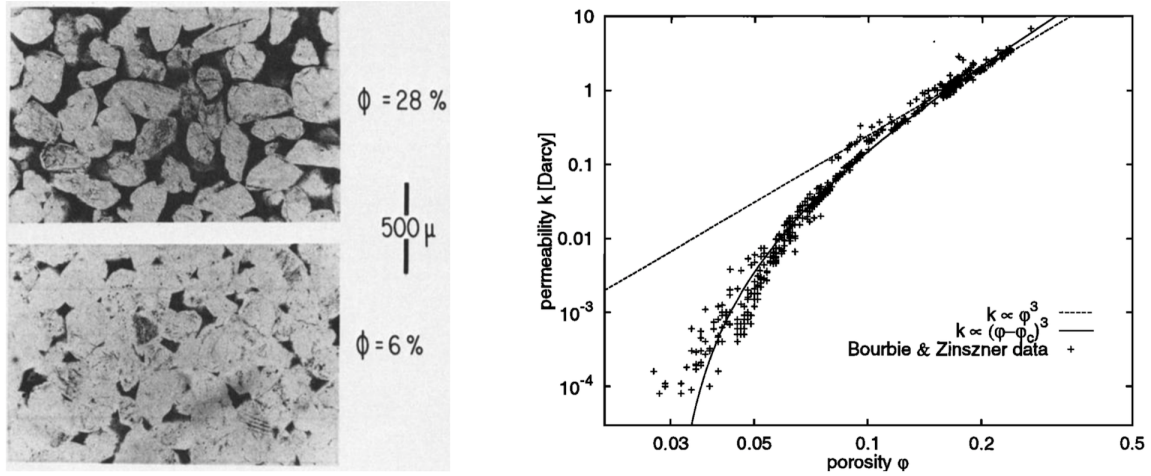 ϕ = 28 %
500 μ
ϕ = 6 %
permeability k [Darcy]
10
1
0.1
0.01
10⁻³
10⁻⁴
k ∝ φ³
k ∝ (φ–φc)³
Bourbie & Zinszner data
0.03 0.05 0.1 0.2 0.5
porosity φ